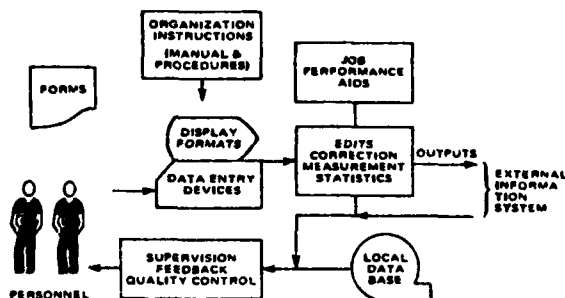 ORGANIZATION
INSTRUCTIONS
(MANUAL &
PROCEDURES)
JOB
PERFORMANCE
AIDS
FORMS
DISPLAY
FORMATS
DATA ENTRY
DEVICES
EDITS
CORRECTION
MEASUREMENT
STATISTICS
OUTPUTS
EXTERNAL
INFORMA
TION
SYSTEM
SUPERVISION
FEEDBACK
QUALITY CONTROL
LOCAL
DATA
BASE
PERSONNEL